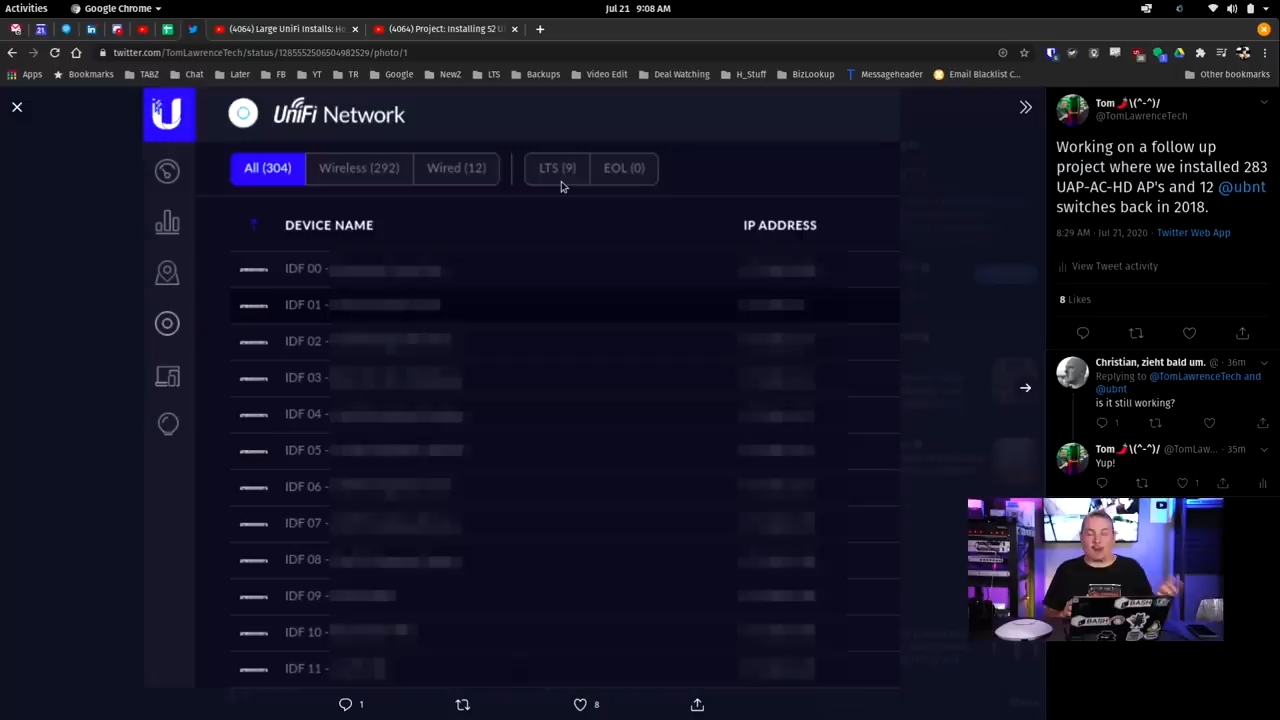 Activities
Google Chrome
Jul 21 9:08 AM
(4064) Large UniFi Installs: Ho
(4064) Project: Installing 52 U
twitter.com/TomLawrenceTech/status/1285552506504982529/photo/1
Apps
Bookmarks
TABZ
Chat
Later
FB
YT
TR
Google
NewZ
LTS
Backups
Video Edit
Deal Watching
H_Stuff
BizLookup
Messageheader
Email Blacklist C...
Other bookmarks
UniFi Network
All (304)
Wireless (292)
Wired (12)
LTS (9)
EOL (0)
DEVICE NAME
IP ADDRESS
IDF 00 -
IDF 01 -
IDF 02 -
IDF 03 -
IDF 04 -
IDF 05 -
IDF 06 -
IDF 07 -
IDF 08 -
IDF 09 -
IDF 10 -
IDF 11 -
1
8
Tom🌶️\(^-^)/
@TomLawrenceTech
Working on a follow up
project where we installed 283
UAP-AC-HD AP's and 12 @ubnt
switches back in 2018.
8:29 AM · Jul 21, 2020 · Twitter Web App
View Tweet activity
8 Likes
Christian, zieht bald um. @ · 36m
Replying to @TomLawrenceTech and
@ubnt
is it still working?
1
Tom🌶️\(^-^)/ @TomLaw... · 35m
Yup!
1
BASH
BASH